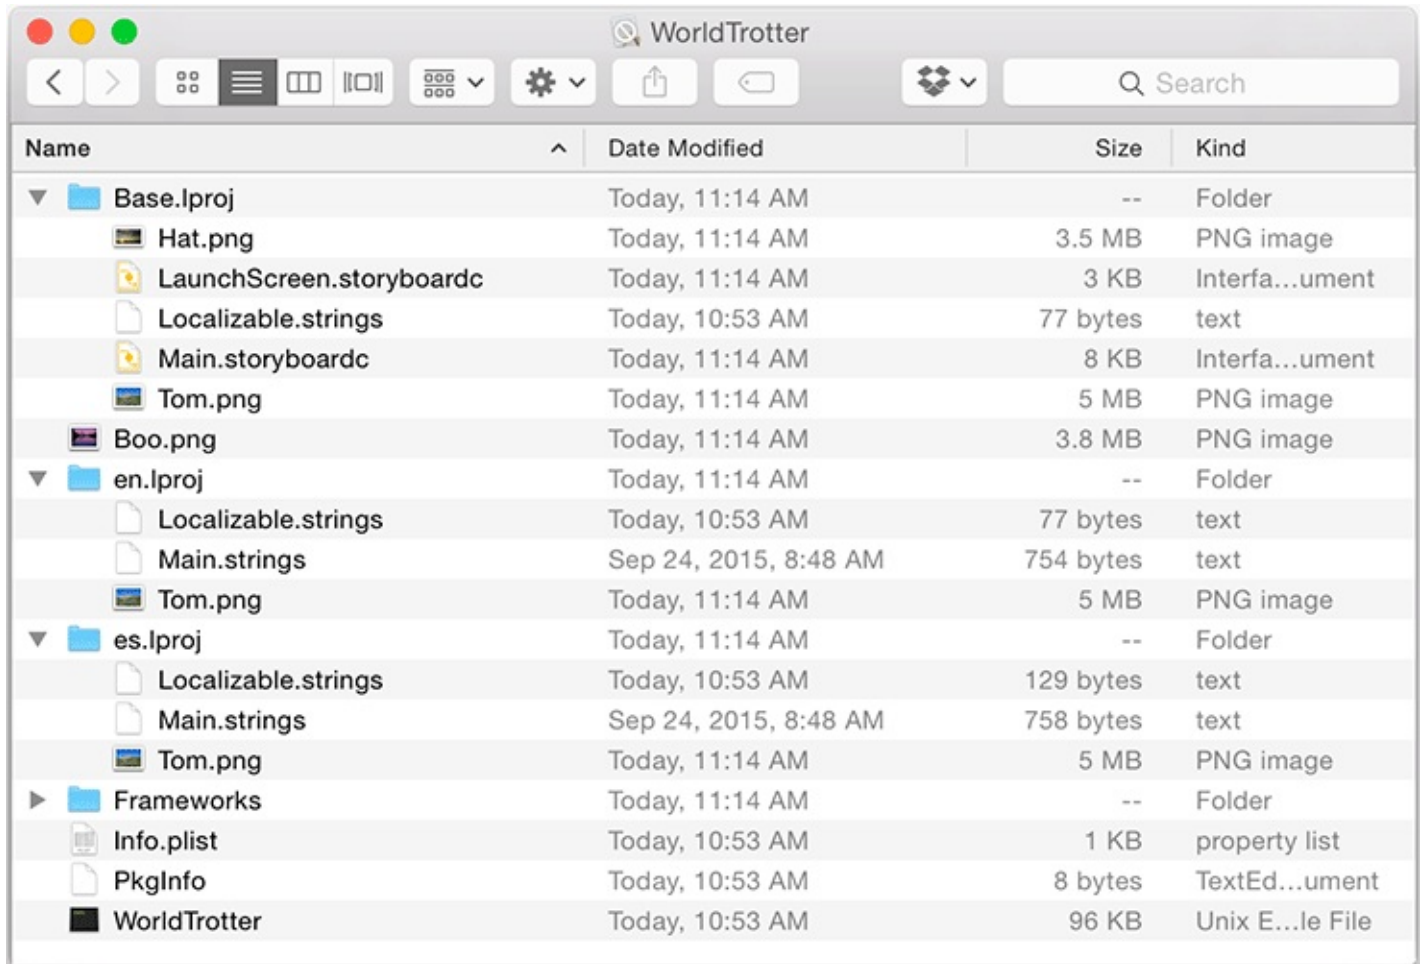 WorldTrotter
Search
Name Date Modified Size Kind
Base.lproj Today, 11:14 AM -- Folder
Hat.png Today, 11:14 AM 3.5 MB PNG image
LaunchScreen.storyboardc Today, 11:14 AM 3 KB Interfa...ument
Localizable.strings Today, 10:53 AM 77 bytes text
Main.storyboardc Today, 11:14 AM 8 KB Interfa...ument
Tom.png Today, 11:14 AM 5 MB PNG image
Boo.png Today, 11:14 AM 3.8 MB PNG image
en.lproj Today, 11:14 AM -- Folder
Localizable.strings Today, 10:53 AM 77 bytes text
Main.strings Sep 24, 2015, 8:48 AM 754 bytes text
Tom.png Today, 11:14 AM 5 MB PNG image
es.lproj Today, 11:14 AM -- Folder
Localizable.strings Today, 10:53 AM 129 bytes text
Main.strings Sep 24, 2015, 8:48 AM 758 bytes text
Tom.png Today, 11:14 AM 5 MB PNG image
Frameworks Today, 11:14 AM -- Folder
Info.plist Today, 10:53 AM 1 KB property list
PkgInfo Today, 10:53 AM 8 bytes TextEd...ument
WorldTrotter Today, 10:53 AM 96 KB Unix E...le File